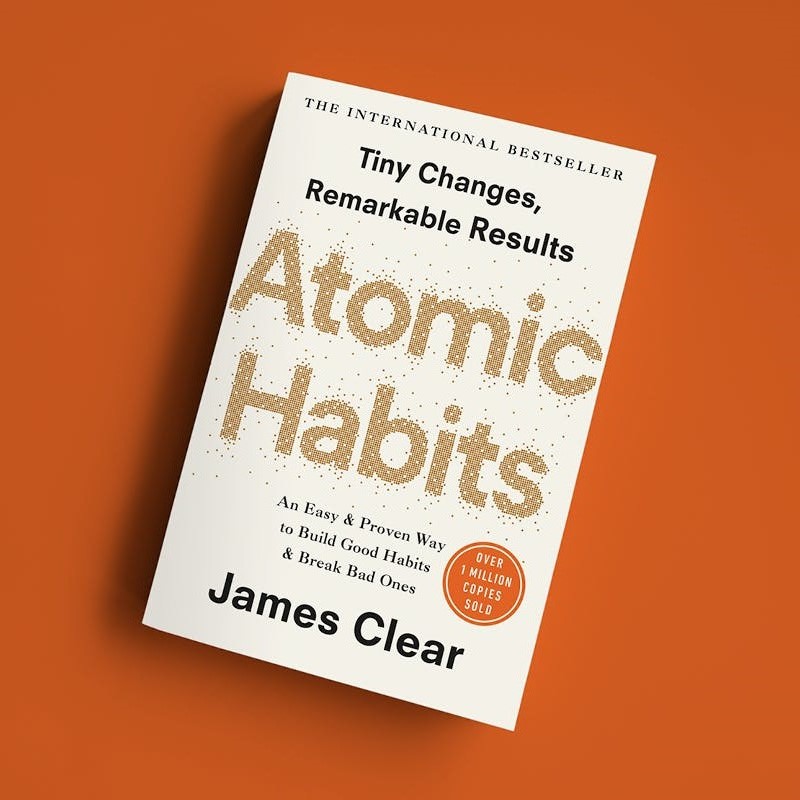 THE INTERNATIONAL BESTSELLER
Tiny Changes,
Remarkable Results
Atomic
Habits
An Easy & Proven Way
to Build Good Habits
& Break Bad Ones
OVER
1 MILLION
COPIES
SOLD
James Clear